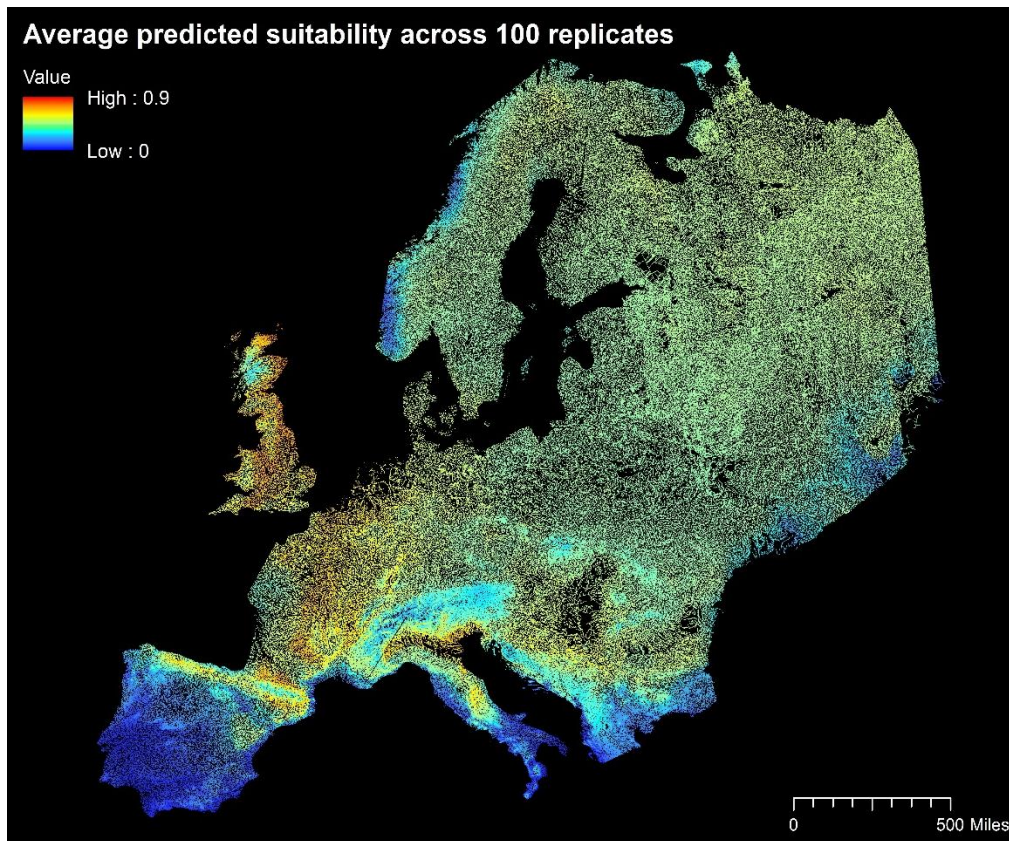 Average predicted suitability across 100 replicates
Value
High : 0.9
Low : 0
0 500 Miles